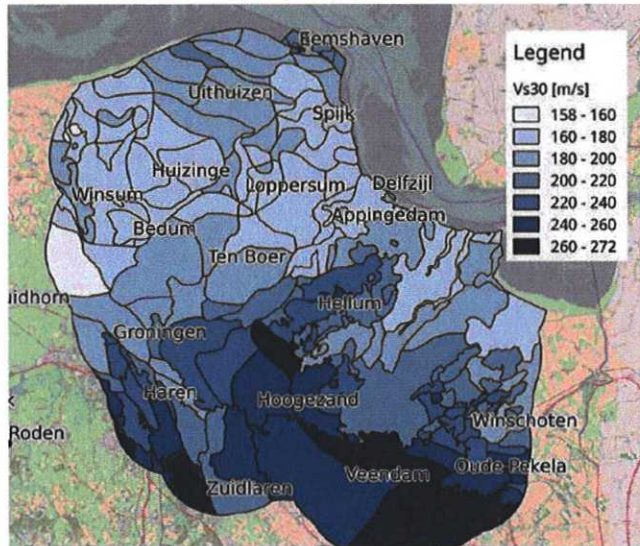 Eemshaven
Legend
Vs30 [m/s]
158 - 160
160 - 180
180 - 200
200 - 220
220 - 240
240 - 260
260 - 272
Uithuizen
Spijk
Huizinge
Loppersum
Delfzijl
Winsum
Appingedam
Bedum
Ten Boer
uidhorn
Hellum
Groningen
Haren
Hoogezand
Winschoten
Roden
Veendam
Oude Pekela
Zuidlaren